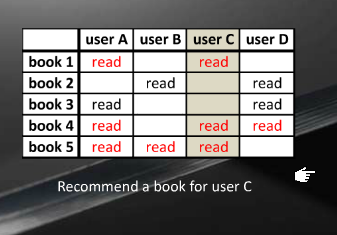 user A user B user C user D
book 1 read read
book 2 read read
book 3 read read
book 4 read read read
book 5 read read read
Recommend a book for user C